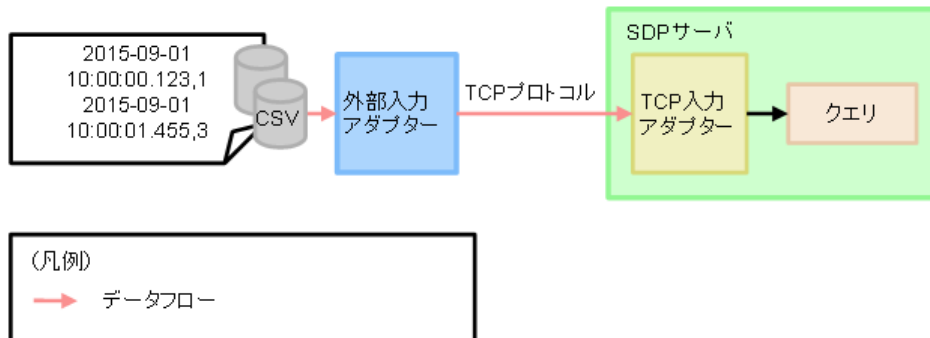 2015-09-01
10:00:00.123,1
2015-09-01
10:00:01.455,3
CSV
外部入力
アダプター
TCPプロトコル
SDPサーバ
TCP入力
アダプター
クエリ
(凡例)
データフロー